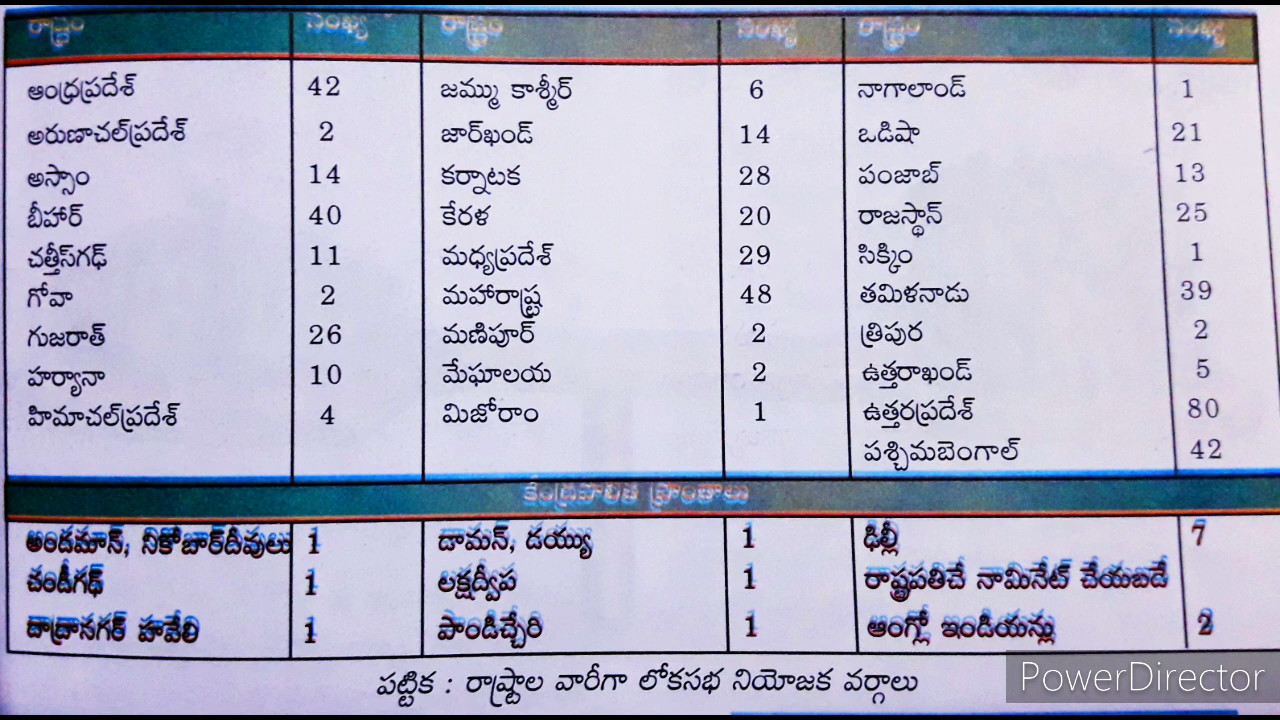 రాష్ట్రం సంఖ్య రాష్ట్రం సంఖ్య రాష్ట్రం సంఖ్య
ఆంధ్రప్రదేశ్ 42 జమ్ము కాశ్మీర్ 6 నాగాలాండ్ 1
అరుణాచల్‌ప్రదేశ్ 2 జార్‌ఖండ్ 14 ఒడిషా 21
అస్సాం 14 కర్నాటక 28 పంజాబ్ 13
బీహార్ 40 కేరళ 20 రాజస్థాన్ 25
చత్తీస్‌గఢ్ 11 మధ్యప్రదేశ్ 29 సిక్కిం 1
గోవా 2 మహారాష్ట్ర 48 తమిళనాడు 39
గుజరాత్ 26 మణిపూర్ 2 త్రిపుర 2
హర్యానా 10 మేఘాలయ 2 ఉత్తరాఖండ్ 5
హిమాచల్‌ప్రదేశ్ 4 మిజోరాం 1 ఉత్తరప్రదేశ్ 80
పశ్చిమబెంగాల్ 42
కేంద్రపాలిత ప్రాంతాలు
అండమాన్, నికోబార్‌దీవులు 1 డామన్, డయ్యు 1 ఢిల్లీ 7
చండీగఢ్ 1 లక్షద్వీప 1 రాష్ట్రపతిచే నామినేట్ చేయబడే
దాద్రానగర్ హవేలి 1 పాండిచ్చేరి 1 ఆంగ్లో ఇండియన్లు 2
పట్టిక : రాష్ట్రాల వారీగా లోకసభ నియోజక వర్గాలు
PowerDirector